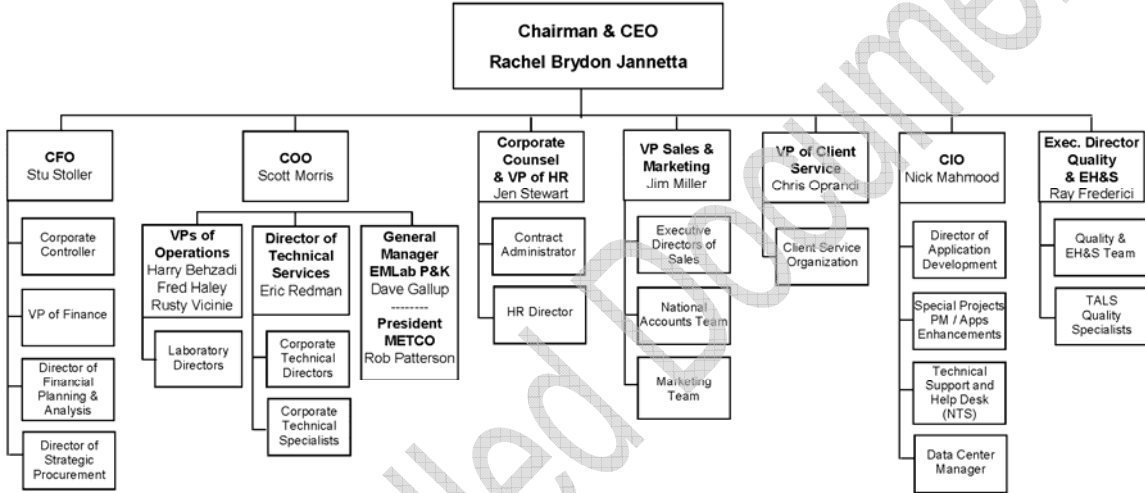 Chairman & CEO
Rachel Brydon Jannetta
CFO
Stu Stoller
Corporate
Controller
VP of Finance
Director of
Financial
Planning &
Analysis
Director of
Strategic
Procurement
COO
Scott Morris
VPs of
Operations
Harry Behzadi
Fred Haley
Rusty Vicinie
Laboratory
Directors
Director of
Technical
Services
Eric Redman
Corporate
Technical
Directors
Corporate
Technical
Specialists
General
Manager
EMLab P&K
Dave Gallup
--------
President
METCO
Rob Patterson
Corporate
Counsel
& VP of HR
Jen Stewart
Contract
Administrator
HR Director
VP Sales &
Marketing
Jim Miller
Executive
Directors of
Sales
National
Accounts Team
Marketing
Team
VP of Client
Service
Chris Oprandi
Client Service
Organization
CIO
Nick Mahmood
Director of
Application
Development
Special Projects
PM / Apps
Enhancements
Technical
Support and
Help Desk
(NTS)
Data Center
Manager
Exec. Director
Quality
& EH&S
Ray Frederici
Quality &
EH&S Team
TALS
Quality
Specialists
lled Docume